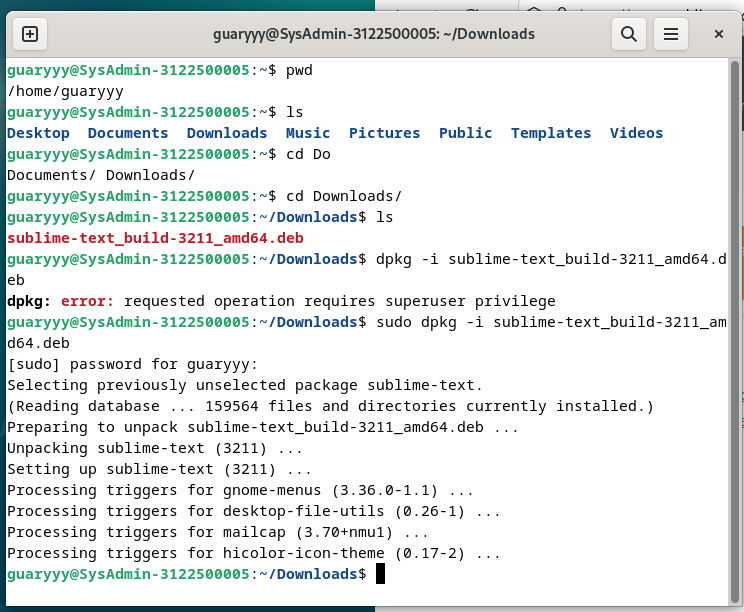 guaryyy@SysAdmin-3122500005: ~/Downloads
guaryyy@SysAdmin-3122500005:~$ pwd
/home/guaryyy
guaryyy@SysAdmin-3122500005:~$ ls
Desktop  Documents  Downloads  Music  Pictures  Public  Templates  Videos
guaryyy@SysAdmin-3122500005:~$ cd Do
Documents/ Downloads/
guaryyy@SysAdmin-3122500005:~$ cd Downloads/
guaryyy@SysAdmin-3122500005:~/Downloads$ ls
sublime-text_build-3211_amd64.deb
guaryyy@SysAdmin-3122500005:~/Downloads$ dpkg -i sublime-text_build-3211_amd64.d
eb
dpkg: error: requested operation requires superuser privilege
guaryyy@SysAdmin-3122500005:~/Downloads$ sudo dpkg -i sublime-text_build-3211_am
d64.deb
[sudo] password for guaryyy:
Selecting previously unselected package sublime-text.
(Reading database ... 159564 files and directories currently installed.)
Preparing to unpack sublime-text_build-3211_amd64.deb ...
Unpacking sublime-text (3211) ...
Setting up sublime-text (3211) ...
Processing triggers for gnome-menus (3.36.0-1.1) ...
Processing triggers for desktop-file-utils (0.26-1) ...
Processing triggers for mailcap (3.70+nmu1) ...
Processing triggers for hicolor-icon-theme (0.17-2) ...
guaryyy@SysAdmin-3122500005:~/Downloads$